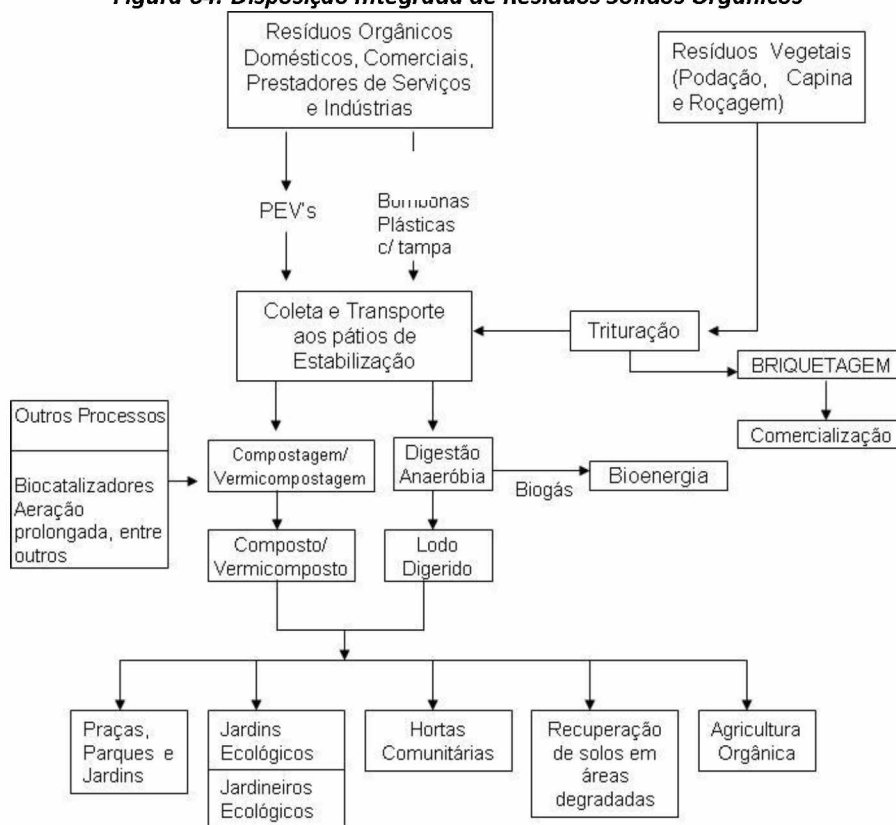 Figura 64: Disposição Integrada de Resíduos Sólidos Orgânicos
Resíduos Orgânicos
Domésticos, Comerciais,
Prestadores de Serviços
e Indústrias
Resíduos Vegetais
(Podação, Capina
e Roçagem)
PEV's
Bombonas
Plásticas
c/ tampa
Coleta e Transporte
aos pátios de
Estabilização
Trituração
BRIQUETAGEM
Comercialização
Outros Processos
Biocatalizadores
Aeração
prolongada, entre
outros
Compostagem/
Vermicompostagem
Digestão
Anaeróbia
Biogás
Bioenergia
Composto/
Vermicomposto
Lodo
Digerido
Praças,
Parques e
Jardins
Jardins
Ecológicos
Jardineiros
Ecológicos
Hortas
Comunitárias
Recuperação
de solos em
áreas
degradadas
Agricultura
Orgânica